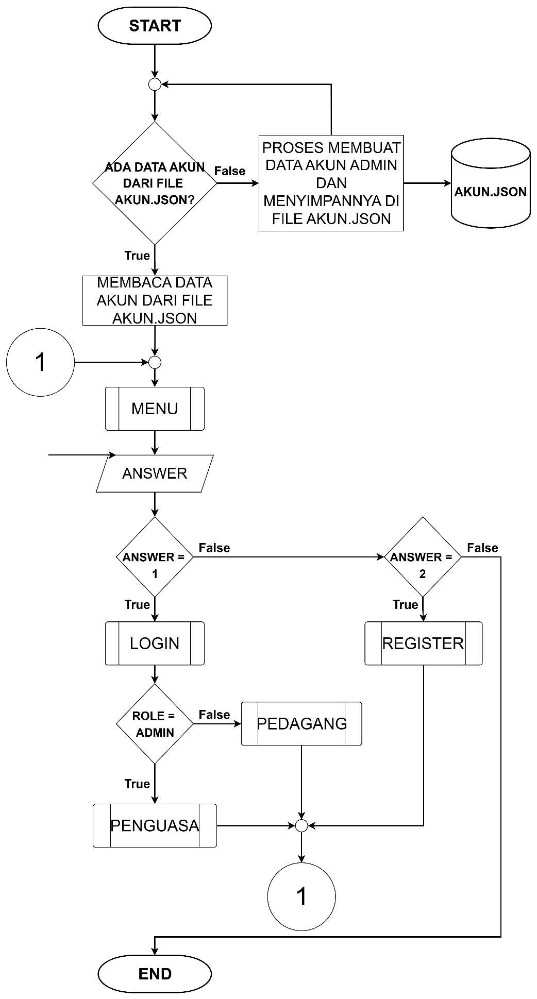 START
ADA DATA AKUN
DARI FILE
AKUN.JSON?
False
PROSES MEMBUAT
DATA AKUN ADMIN
DAN
MENYIMPANNYA DI
FILE AKUN.JSON
AKUN.JSON
True
MEMBACA DATA
AKUN DARI FILE
AKUN.JSON
1
MENU
ANSWER
ANSWER =
1
False
ANSWER =
2
False
True
True
LOGIN
REGISTER
ROLE =
ADMIN
False
PEDAGANG
True
PENGUASA
1
END